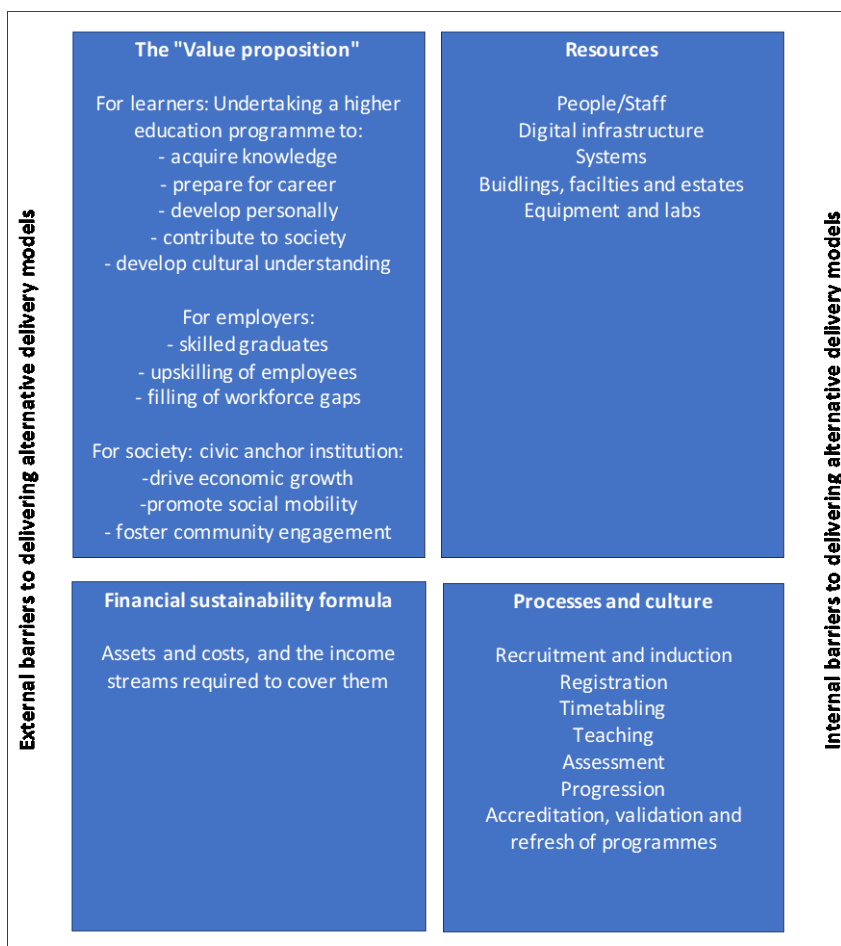 External barriers to delivering alternative delivery models
The "Value proposition"
For learners: Undertaking a higher
education programme to:
- acquire knowledge
- prepare for career
- develop personally
- contribute to society
- develop cultural understanding
For employers:
- skilled graduates
- upskilling of employees
- filling of workforce gaps
For society: civic anchor institution:
-drive economic growth
-promote social mobility
- foster community engagement
Resources
People/Staff
Digital infrastructure
Systems
Buidlings, facilties and estates
Equipment and labs
Financial sustainability formula
Assets and costs, and the income
streams required to cover them
Processes and culture
Recruitment and induction
Registration
Timetabling
Teaching
Assessment
Progression
Accreditation, validation and
refresh of programmes
Internal barriers to delivering alternative delivery models